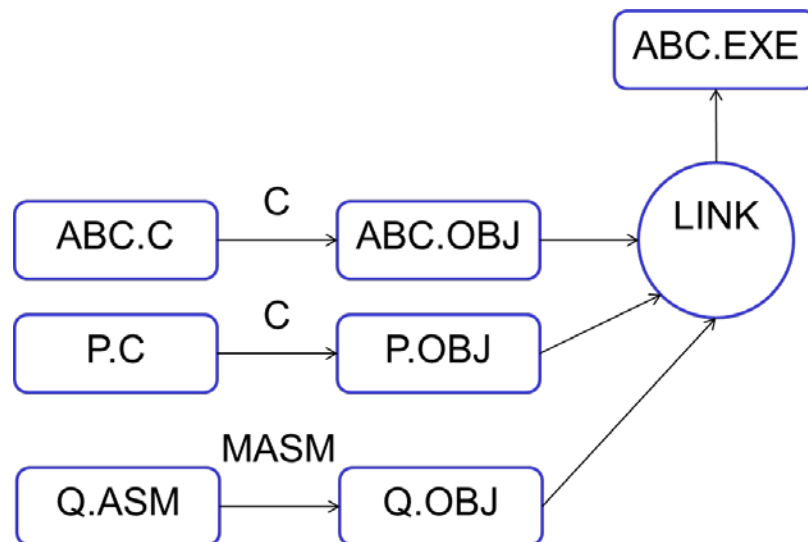 ABC.EXE
C
ABC.C
ABC.OBJ
LINK
C
P.C
P.OBJ
MASM
Q.ASM
Q.OBJ